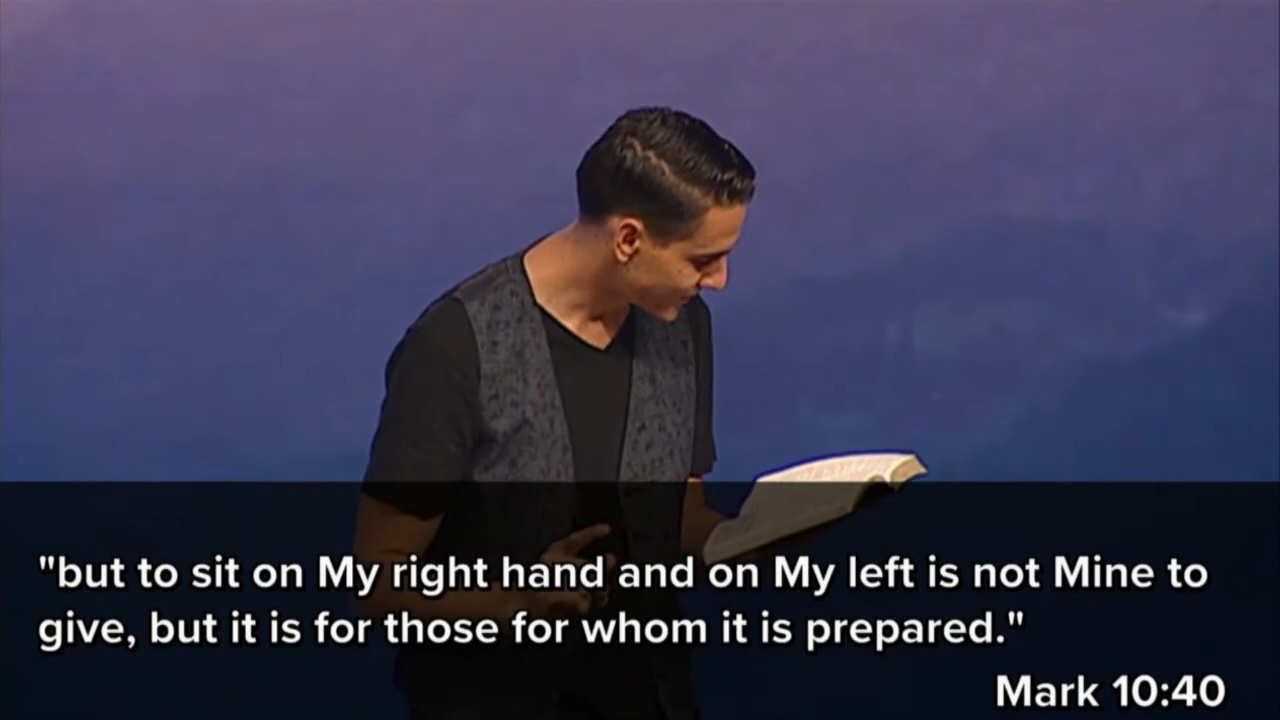 "but to sit on My right hand and on My left is not Mine to
give, but it is for those for whom it is prepared."
Mark 10:40